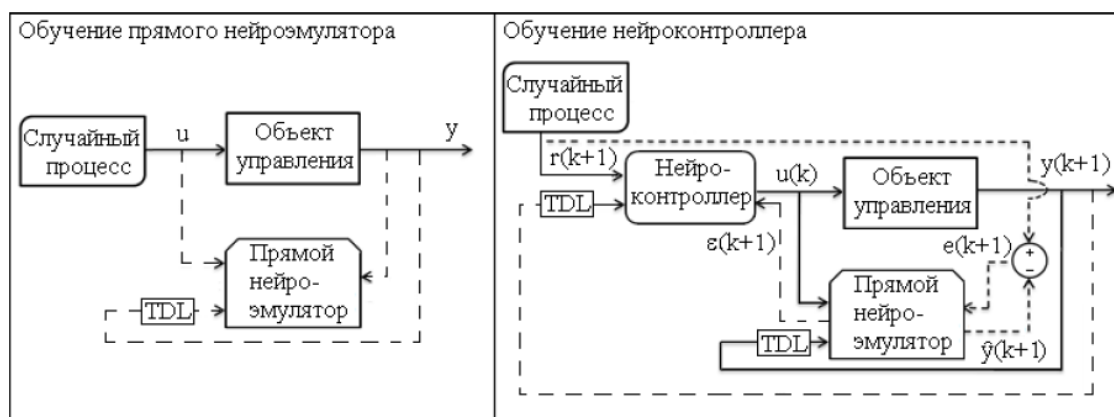 Обучение прямого нейроэмулятора
Случайный
процесс
u
Объект
управления
y
Прямой
нейро-
эмулятор
TDL
Обучение нейроконтроллера
Случайный
процесс
r(k+1)
Нейро-
контроллер
u(k)
Объект
управления
y(k+1)
TDL
ε(k+1)
e(k+1)
+
−
Прямой
нейро-
эмулятор
TDL
ŷ(k+1)